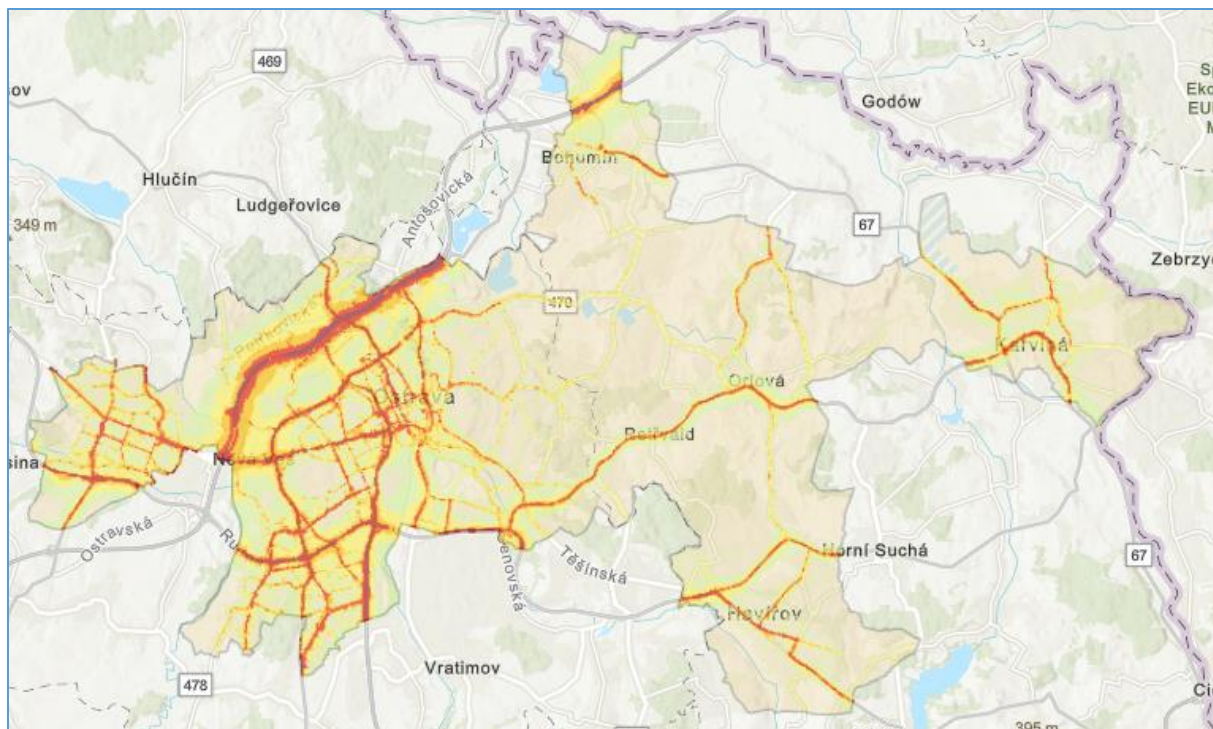 469
Godów
Bohumín
Hlučín
Ludgeřovice
Antošovická
349 m
67
Zebrzyd
470
Karviná
Ostrava
Orlová
Petřvald
Nová Ves
Ostravská
Horní Suchá
Těšínská
67
Havířov
Vratimov
478
395 m